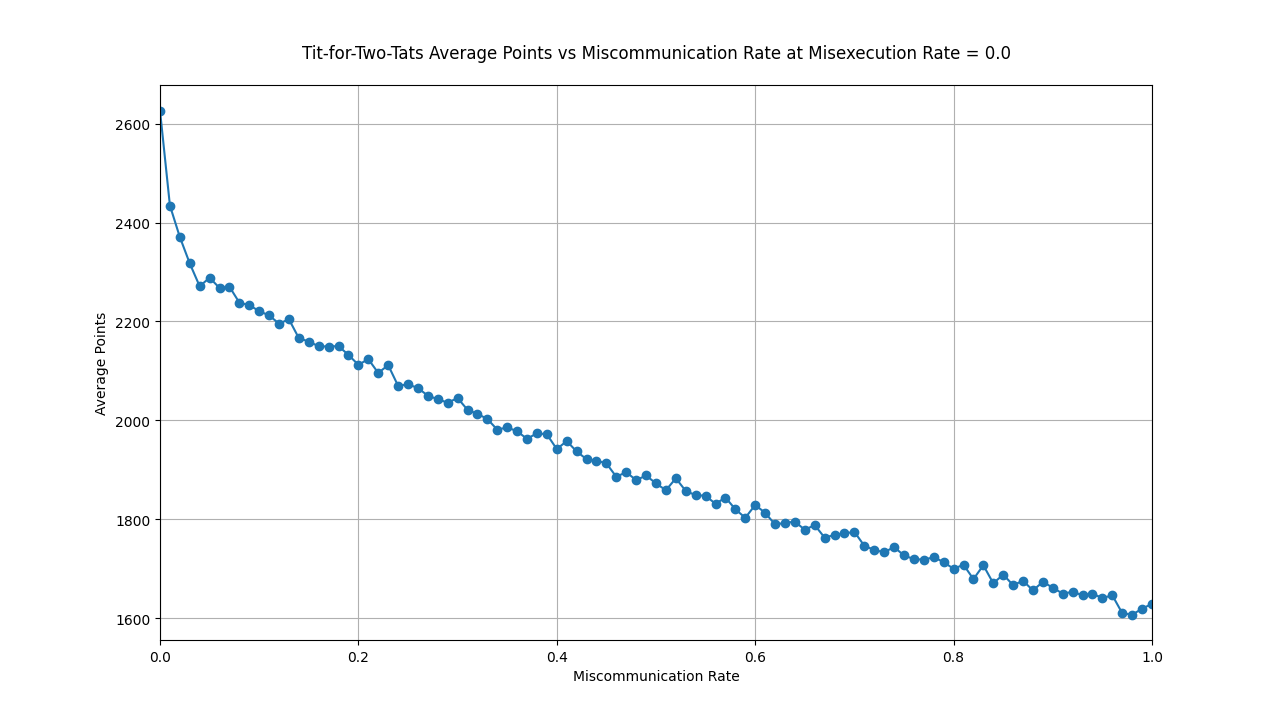 Tit-for-Two-Tats Average Points vs Miscommunication Rate at Misexecution Rate = 0.0
2600
2400
2200
2000
1800
1600
Average Points
0.0 0.2 0.4 0.6 0.8 1.0
Miscommunication Rate